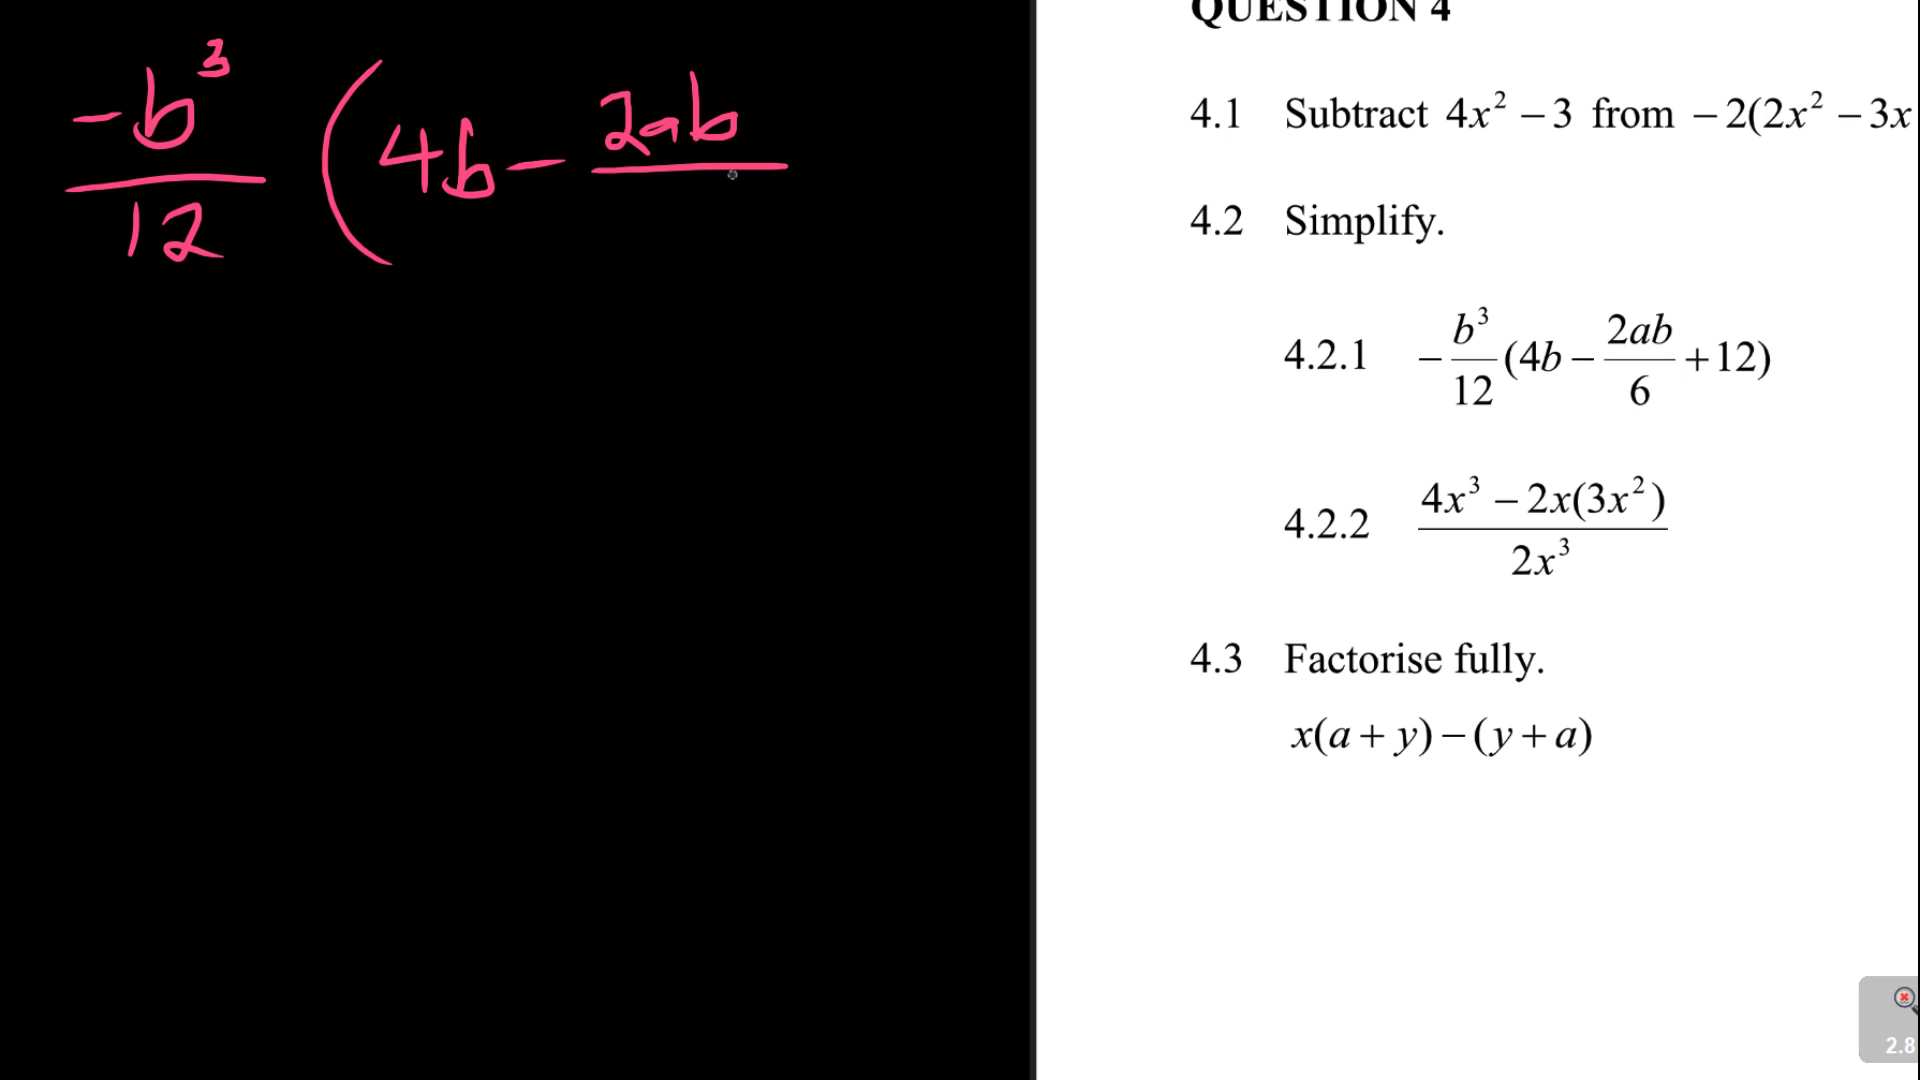 -b³/12 (4b - 2ab/
QUESTION 4
4.1 Subtract 4x² − 3 from − 2(2x² − 3x
4.2 Simplify.
4.2.1 − b³/12 (4b − 2ab/6 + 12)
4.2.2 (4x³ − 2x(3x²))/2x³
4.3 Factorise fully.
x(a + y) − (y + a)
2.8